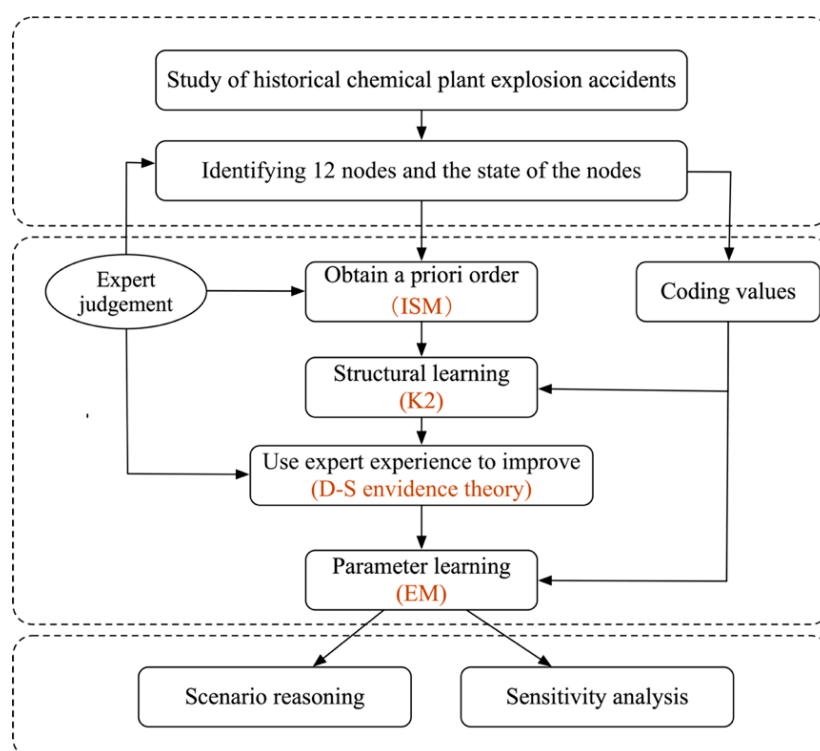 Study of historical chemical plant explosion accidents
Identifying 12 nodes and the state of the nodes
Expert
judgement
Obtain a priori order
（ISM）
Coding values
Structural learning
(K2)
Use expert experience to improve
(D-S envidence theory)
Parameter learning
(EM)
Scenario reasoning
Sensitivity analysis